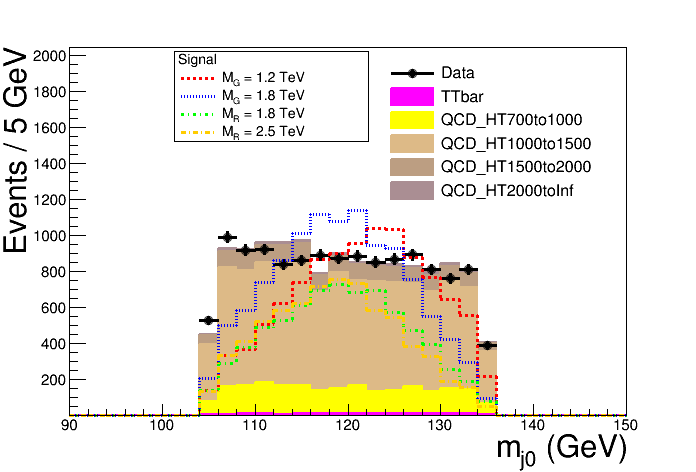 Events / 5 GeV
2000
1800
1600
1400
1200
1000
800
600
400
200
Signal
M_G = 1.2 TeV
M_G = 1.8 TeV
M_R = 1.8 TeV
M_R = 2.5 TeV
Data
TTbar
QCD_HT700to1000
QCD_HT1000to1500
QCD_HT1500to2000
QCD_HT2000toInf
90 100 110 120 130 140 150
m_j0 (GeV)